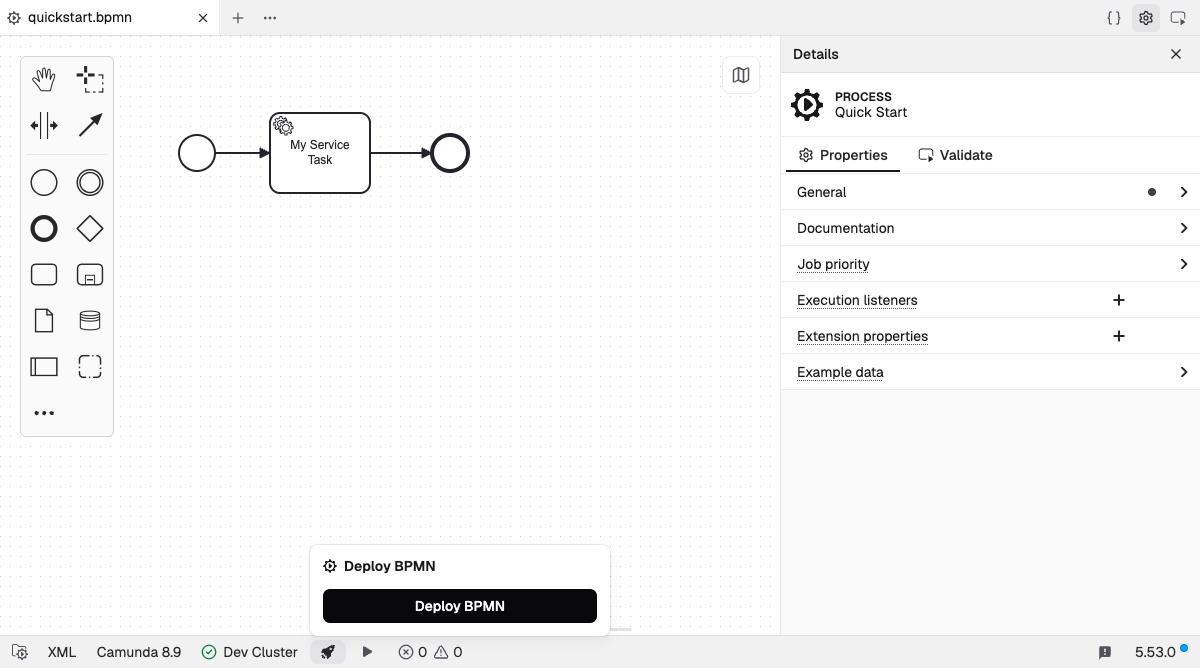 quickstart.bpmn
Details
PROCESS
Quick Start
Properties
Validate
General
Documentation
Job priority
Execution listeners
Extension properties
Example data
My Service
Task
Deploy BPMN
Deploy BPMN
XML
Camunda 8.9
Dev Cluster
0
0
5.53.0